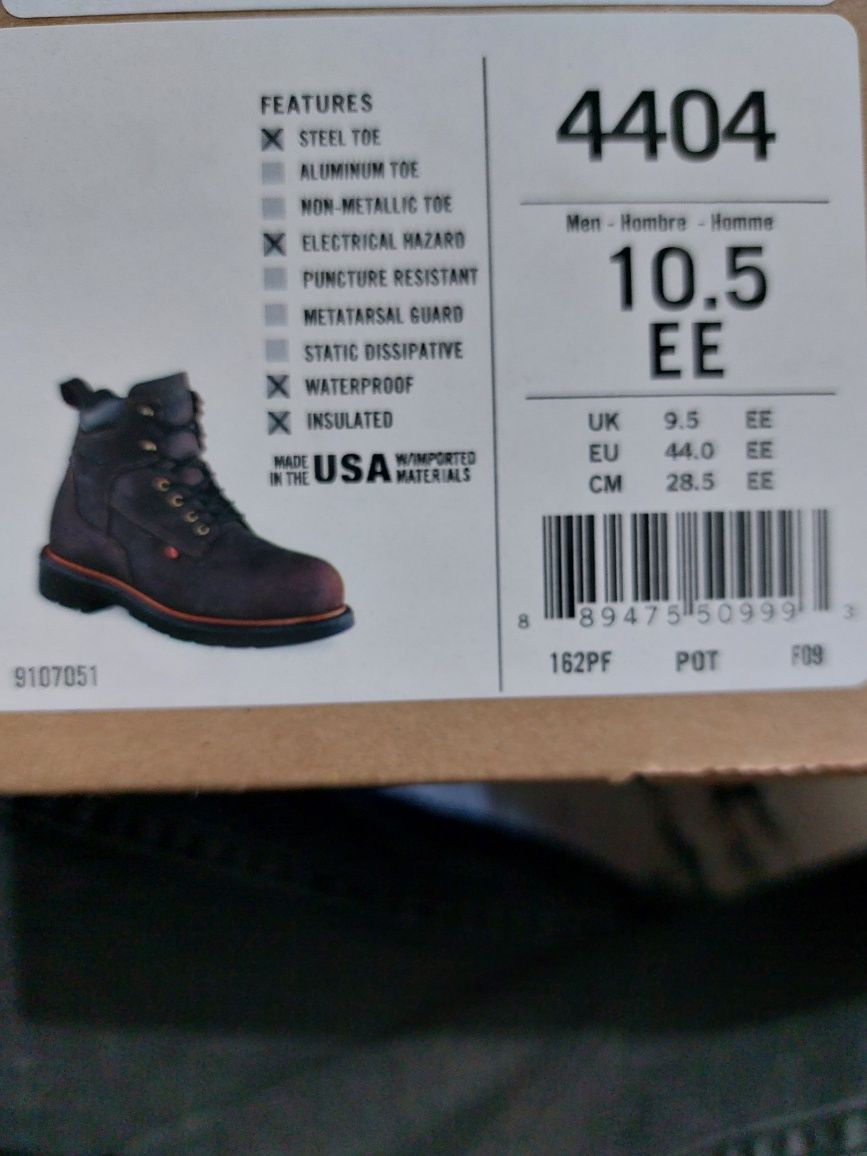 FEATURES
STEEL TOE
ALUMINUM TOE
NON-METALLIC TOE
ELECTRICAL HAZARD
PUNCTURE RESISTANT
METATARSAL GUARD
STATIC DISSIPATIVE
WATERPROOF
INSULATED
MADE IN THE USA W/IMPORTED MATERIALS
9107051
4404
Men - Hombre - Homme
10.5
EE
UK 9.5 EE
EU 44.0 EE
CM 28.5 EE
8 89475 50999 3
162PF POT F09